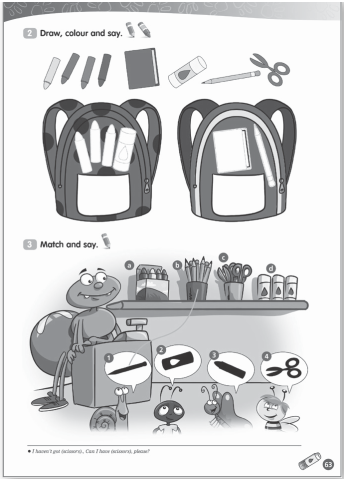 2 Draw, colour and say.
3 Match and say.
a b c d
1 2 3 4
★ I haven't got (scissors). Can I have (scissors), please?
63